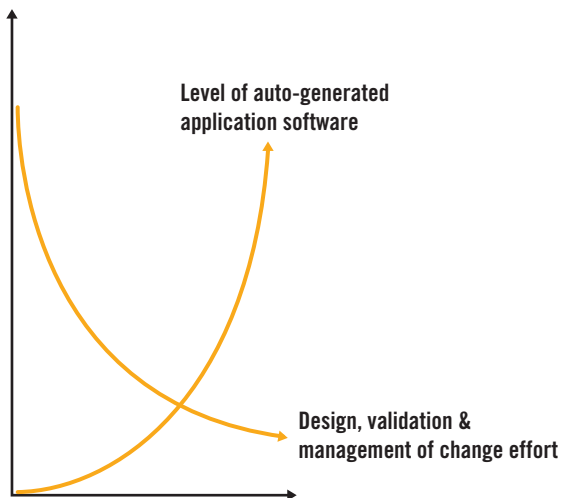 Level of auto-generated
application software
Design, validation &
management of change effort